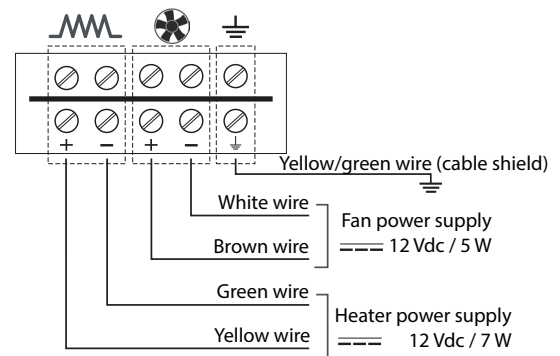 + − + −
Yellow/green wire (cable shield)
White wire
Fan power supply
12 Vdc / 5 W
Brown wire
Green wire
Heater power supply
12 Vdc / 7 W
Yellow wire